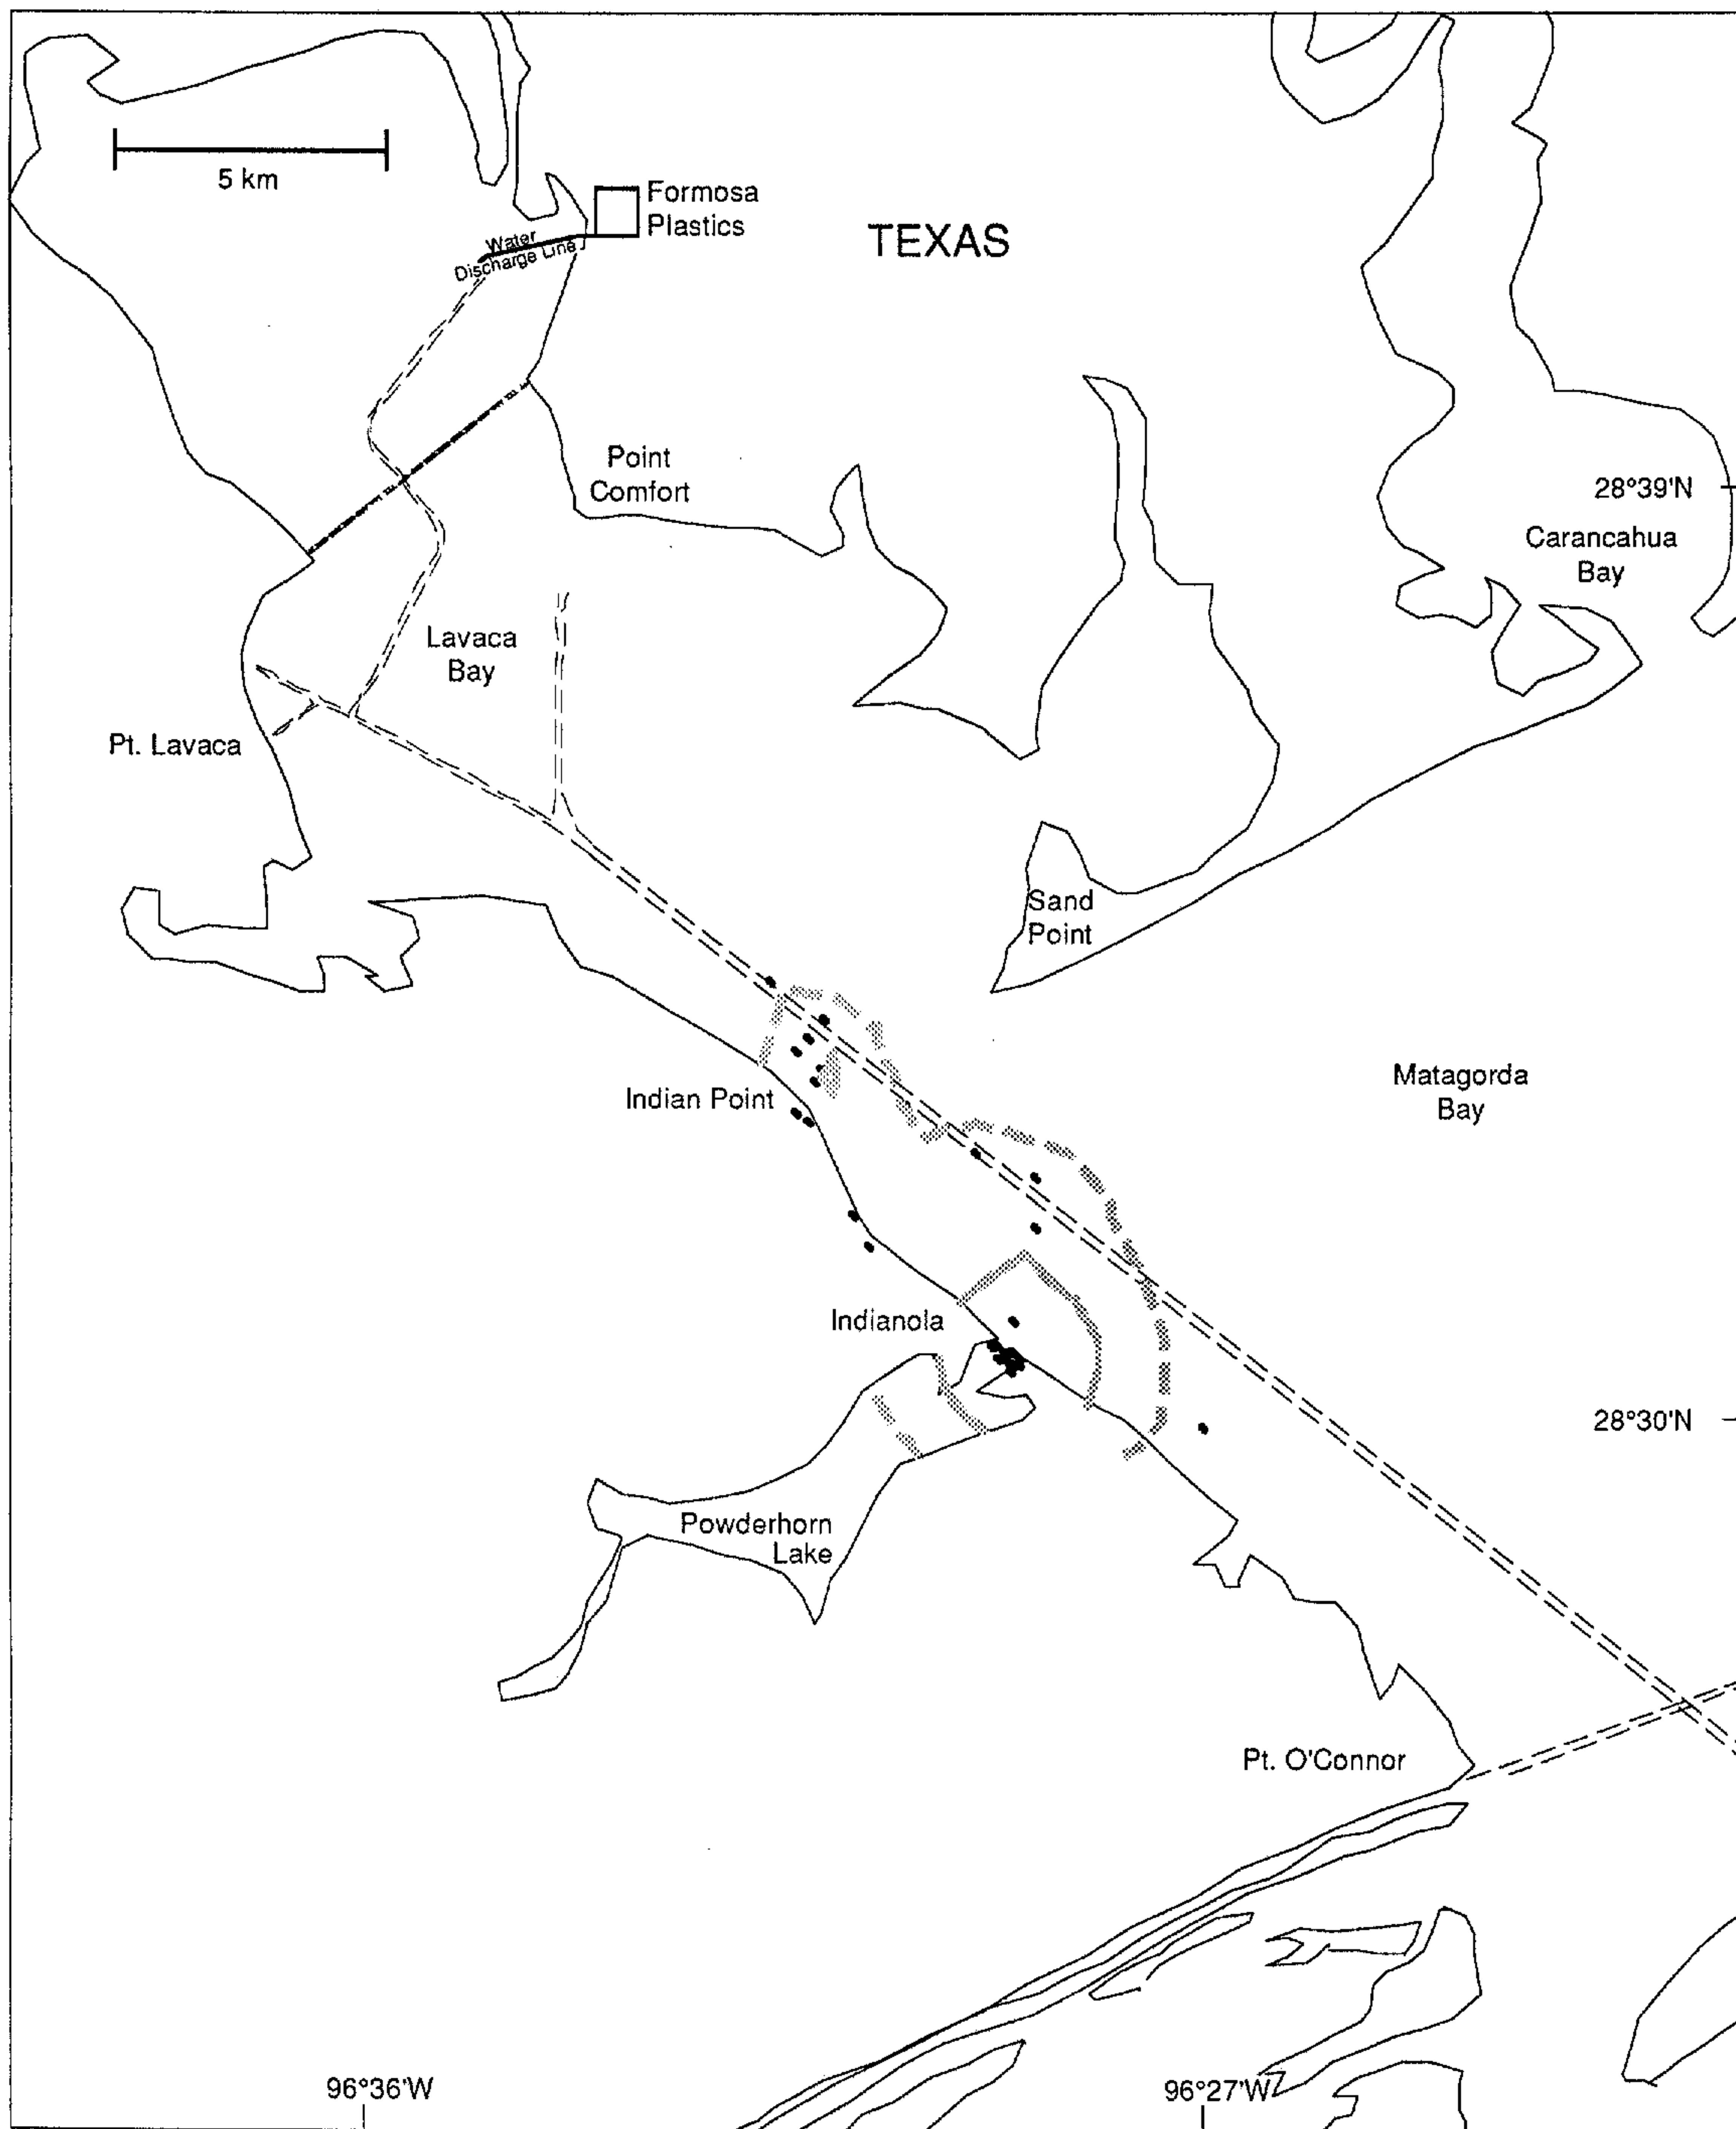 5 km
Formosa
Plastics
TEXAS
Water
Discharge Line
Point
Comfort
28°39'N
Carancahua
Bay
Lavaca
Bay
Pt. Lavaca
Sand
Point
Matagorda
Bay
Indian Point
Indianola
28°30'N
Powderhorn
Lake
Pt. O'Connor
96°36'W
96°27'W